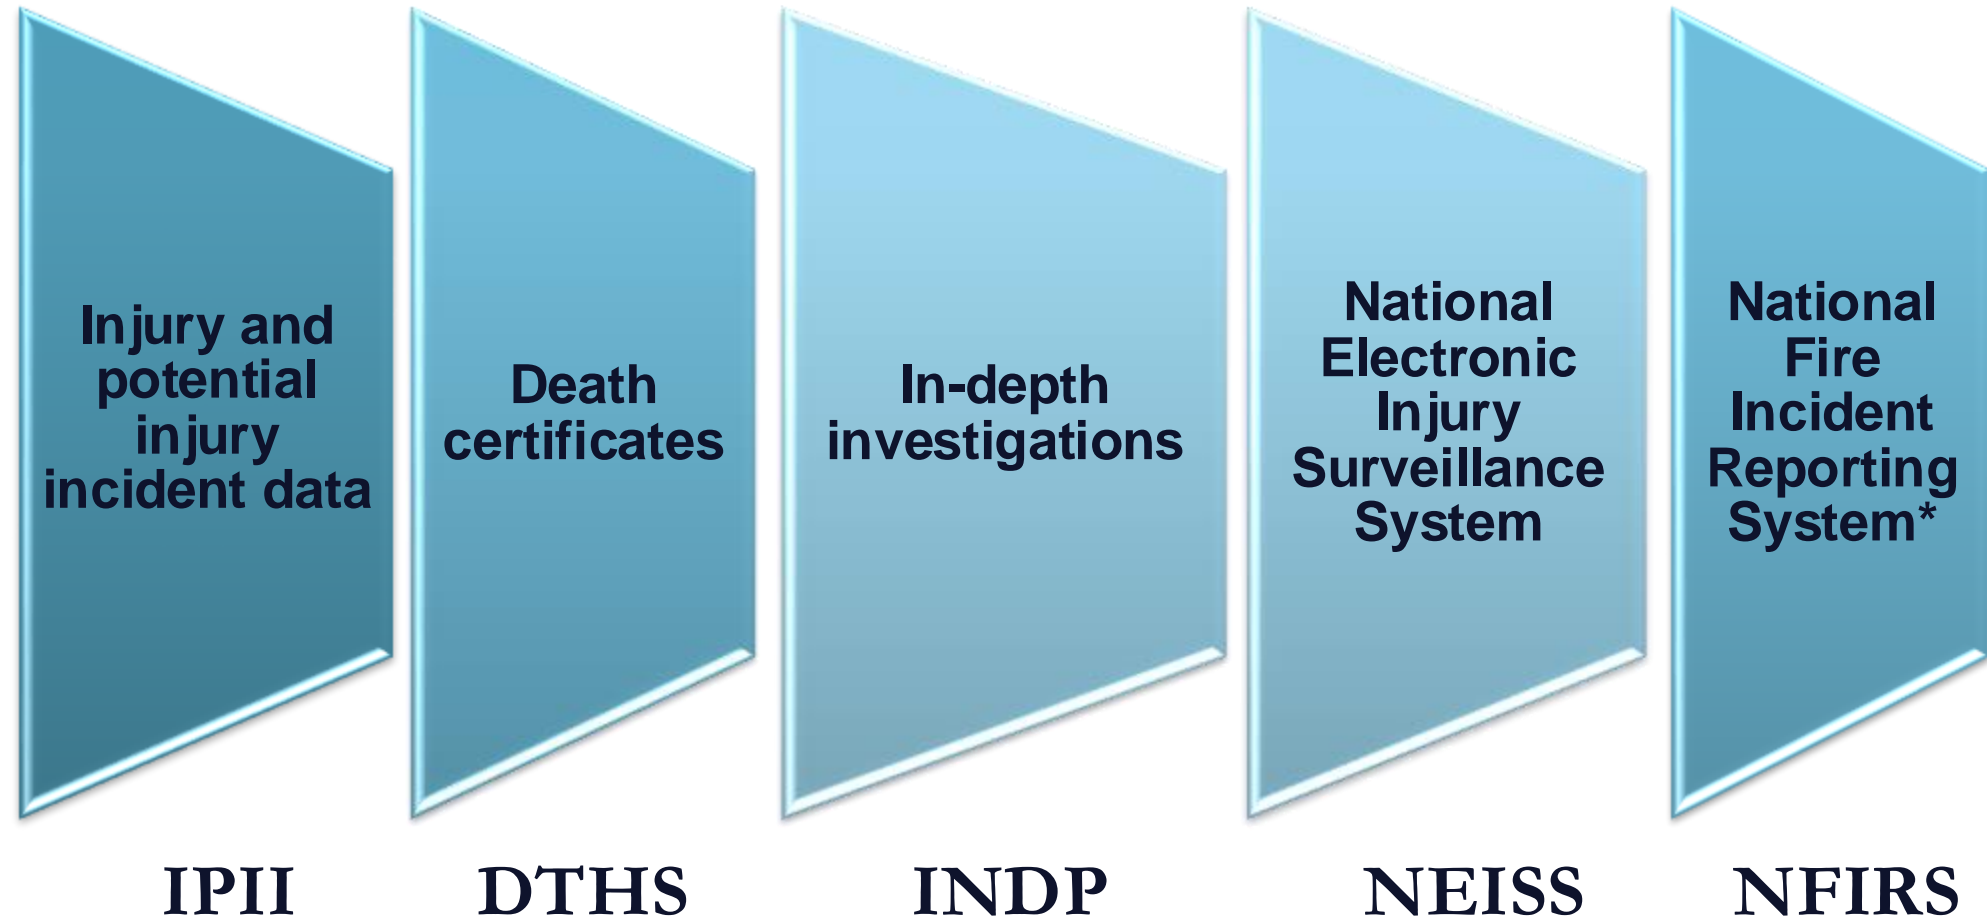 Injury and
potential
injury
incident data
Death
certificates
In-depth
investigations
National
Electronic
Injury
Surveillance
System
National
Fire
Incident
Reporting
System*
IPII
DTHS
INDP
NEISS
NFIRS